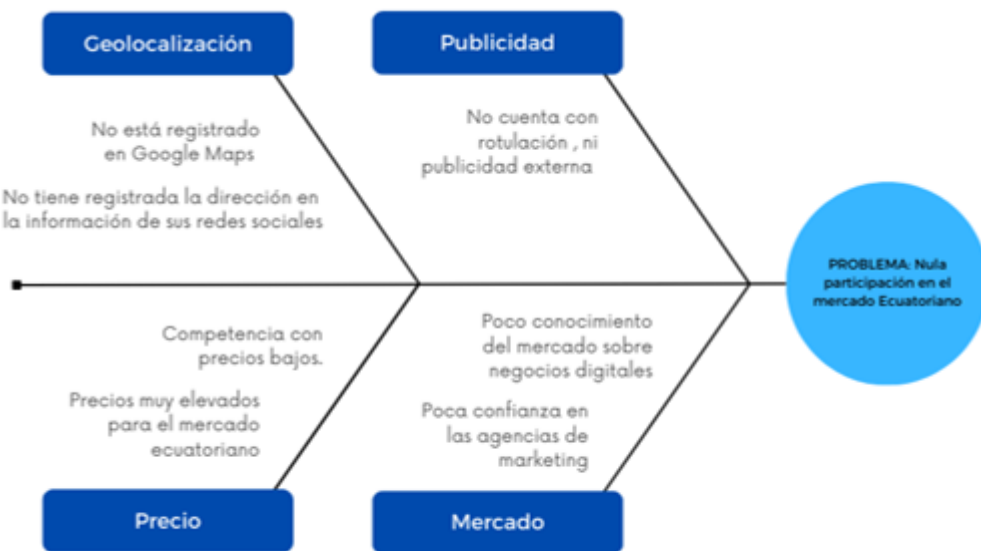 Geolocalización
Publicidad
No está registrado
en Google Maps
No tiene registrada la dirección en
la información de sus redes sociales
No cuenta con
rotulación , ni
publicidad externa
PROBLEMA: Nula
participación en el
mercado Ecuatoriano
Competencia con
precios bajos.
Precios muy elevados
para el mercado
ecuatoriano
Poco conocimiento
del mercado sobre
negocios digitales
Poca confianza en
las agencias de
marketing
Precio
Mercado